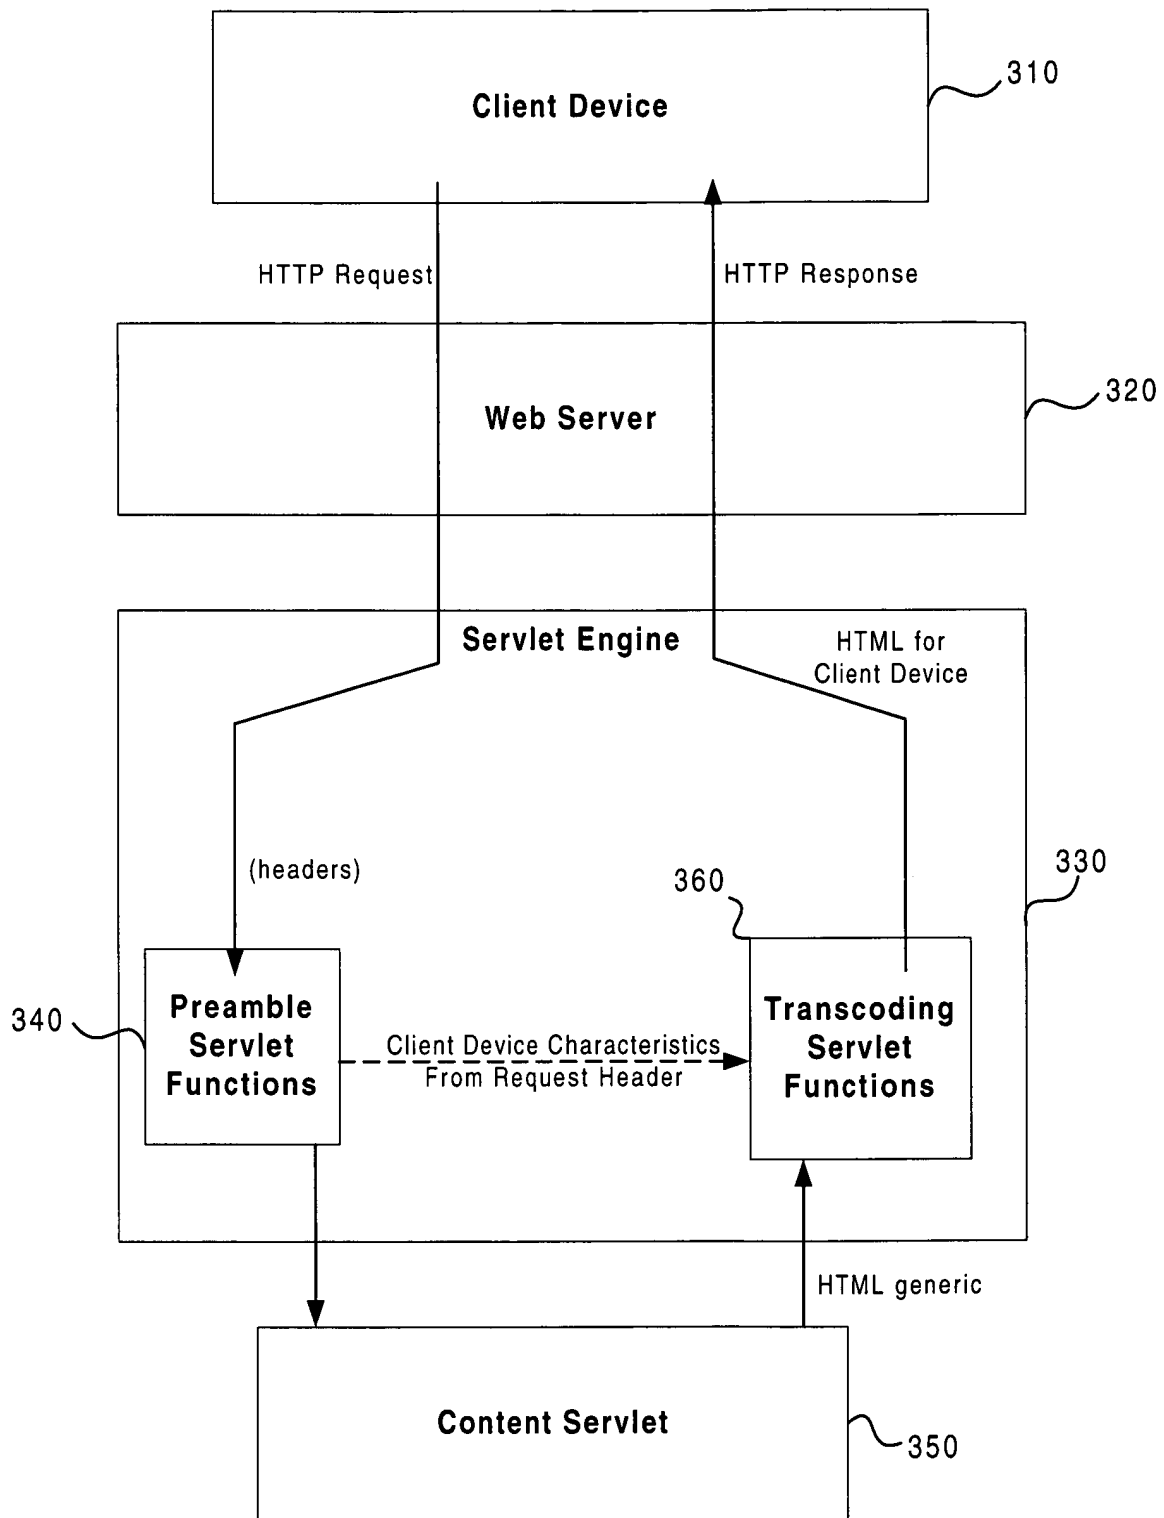 310
Client Device
HTTP Request
HTTP Response
320
Web Server
Servlet Engine
HTML for
Client Device
(headers)
360
330
340
Preamble
Servlet
Functions
Client Device Characteristics
From Request Header
Transcoding
Servlet
Functions
HTML generic
Content Servlet
350